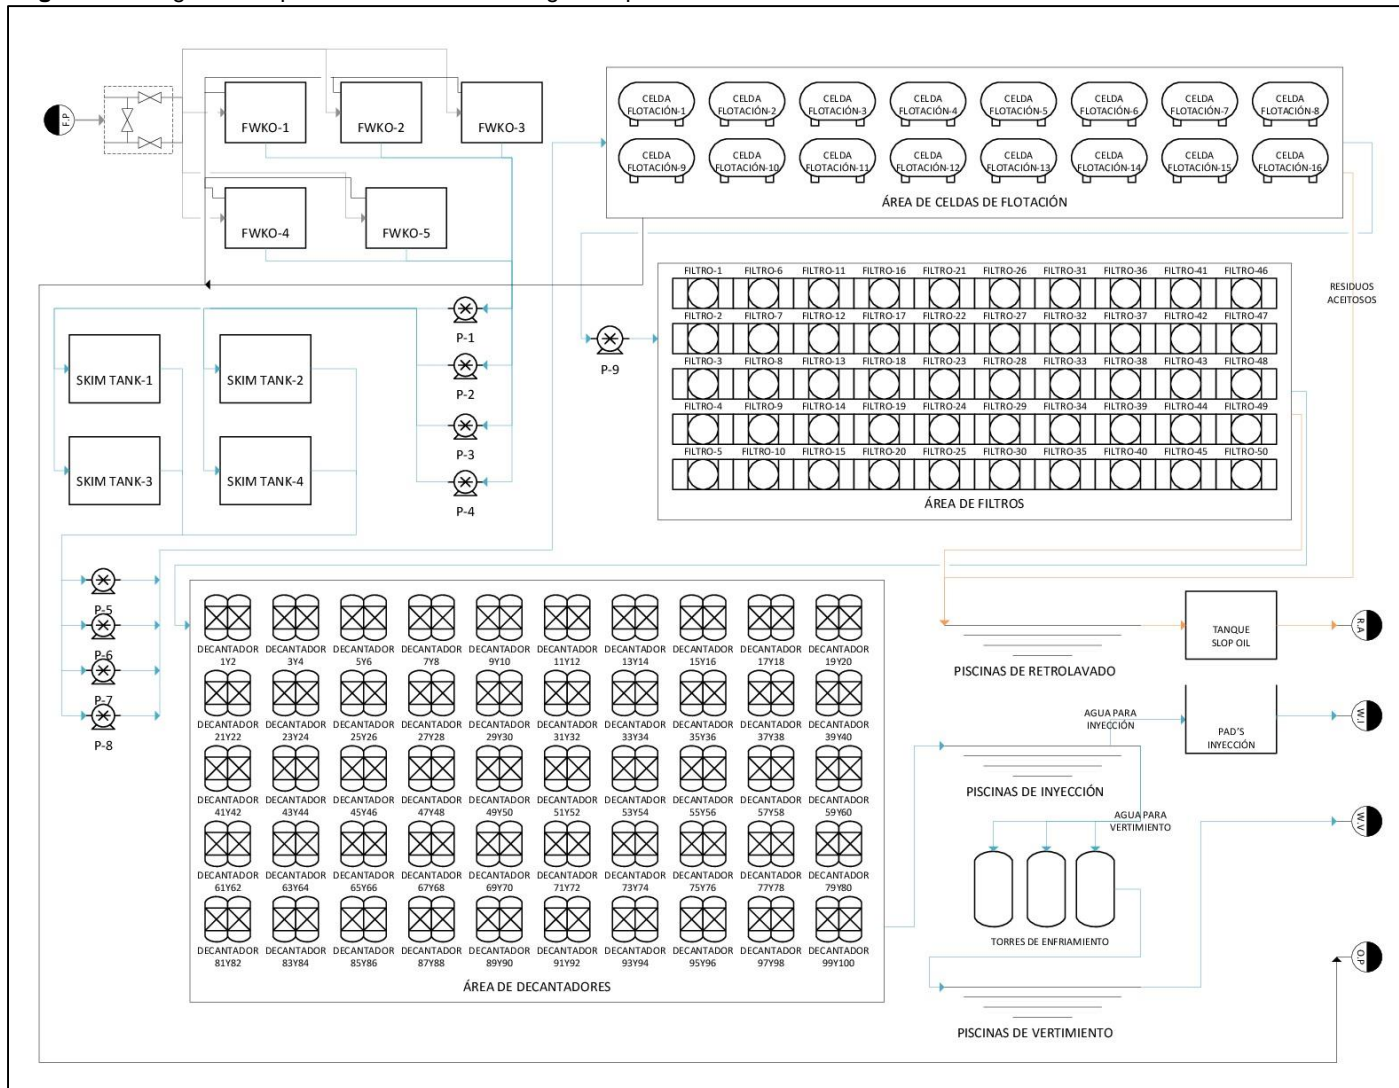 F.P
FWKO-1
FWKO-2
FWKO-3
FWKO-4
FWKO-5
CELDA
FLOTACIÓN-1
CELDA
FLOTACIÓN-2
CELDA
FLOTACIÓN-3
CELDA
FLOTACIÓN-4
CELDA
FLOTACIÓN-5
CELDA
FLOTACIÓN-6
CELDA
FLOTACIÓN-7
CELDA
FLOTACIÓN-8
CELDA
FLOTACIÓN-9
CELDA
FLOTACIÓN-10
CELDA
FLOTACIÓN-11
CELDA
FLOTACIÓN-12
CELDA
FLOTACIÓN-13
CELDA
FLOTACIÓN-14
CELDA
FLOTACIÓN-15
CELDA
FLOTACIÓN-16
ÁREA DE CELDAS DE FLOTACIÓN
RESIDUOS
ACEITOSOS
P-1
P-2
P-3
P-4
SKIM TANK-1
SKIM TANK-2
SKIM TANK-3
SKIM TANK-4
P-9
FILTRO-1 FILTRO-6 FILTRO-11 FILTRO-16 FILTRO-21 FILTRO-26 FILTRO-31 FILTRO-36 FILTRO-41 FILTRO-46
FILTRO-2 FILTRO-7 FILTRO-12 FILTRO-17 FILTRO-22 FILTRO-27 FILTRO-32 FILTRO-37 FILTRO-42 FILTRO-47
FILTRO-3 FILTRO-8 FILTRO-13 FILTRO-18 FILTRO-23 FILTRO-28 FILTRO-33 FILTRO-38 FILTRO-43 FILTRO-48
FILTRO-4 FILTRO-9 FILTRO-14 FILTRO-19 FILTRO-24 FILTRO-29 FILTRO-34 FILTRO-39 FILTRO-44 FILTRO-49
FILTRO-5 FILTRO-10 FILTRO-15 FILTRO-20 FILTRO-25 FILTRO-30 FILTRO-35 FILTRO-40 FILTRO-45 FILTRO-50
ÁREA DE FILTROS
P-5
P-6
P-7
P-8
DECANTADOR DECANTADOR DECANTADOR DECANTADOR DECANTADOR DECANTADOR DECANTADOR DECANTADOR DECANTADOR DECANTADOR
1Y2 3Y4 5Y6 7Y8 9Y10 11Y12 13Y14 15Y16 17Y18 19Y20
DECANTADOR DECANTADOR DECANTADOR DECANTADOR DECANTADOR DECANTADOR DECANTADOR DECANTADOR DECANTADOR DECANTADOR
21Y22 23Y24 25Y26 27Y28 29Y30 31Y32 33Y34 35Y36 37Y38 39Y40
DECANTADOR DECANTADOR DECANTADOR DECANTADOR DECANTADOR DECANTADOR DECANTADOR DECANTADOR DECANTADOR DECANTADOR
41Y42 43Y44 45Y46 47Y48 49Y50 51Y52 53Y54 55Y56 57Y58 59Y60
DECANTADOR DECANTADOR DECANTADOR DECANTADOR DECANTADOR DECANTADOR DECANTADOR DECANTADOR DECANTADOR DECANTADOR
61Y62 63Y64 65Y66 67Y68 69Y70 71Y72 73Y74 75Y76 77Y78 79Y80
DECANTADOR DECANTADOR DECANTADOR DECANTADOR DECANTADOR DECANTADOR DECANTADOR DECANTADOR DECANTADOR DECANTADOR
81Y82 83Y84 85Y86 87Y88 89Y90 91Y92 93Y94 95Y96 97Y98 99Y100
ÁREA DE DECANTADORES
PISCINAS DE RETROLAVADO
TANQUE
SLOP OIL
R.A
AGUA PARA
INYECCIÓN
PAD'S
INYECCIÓN
W.I
PISCINAS DE INYECCIÓN
AGUA PARA
VERTIMIENTO
W.V
TORRES DE ENFRIAMIENTO
O.P
PISCINAS DE VERTIMIENTO